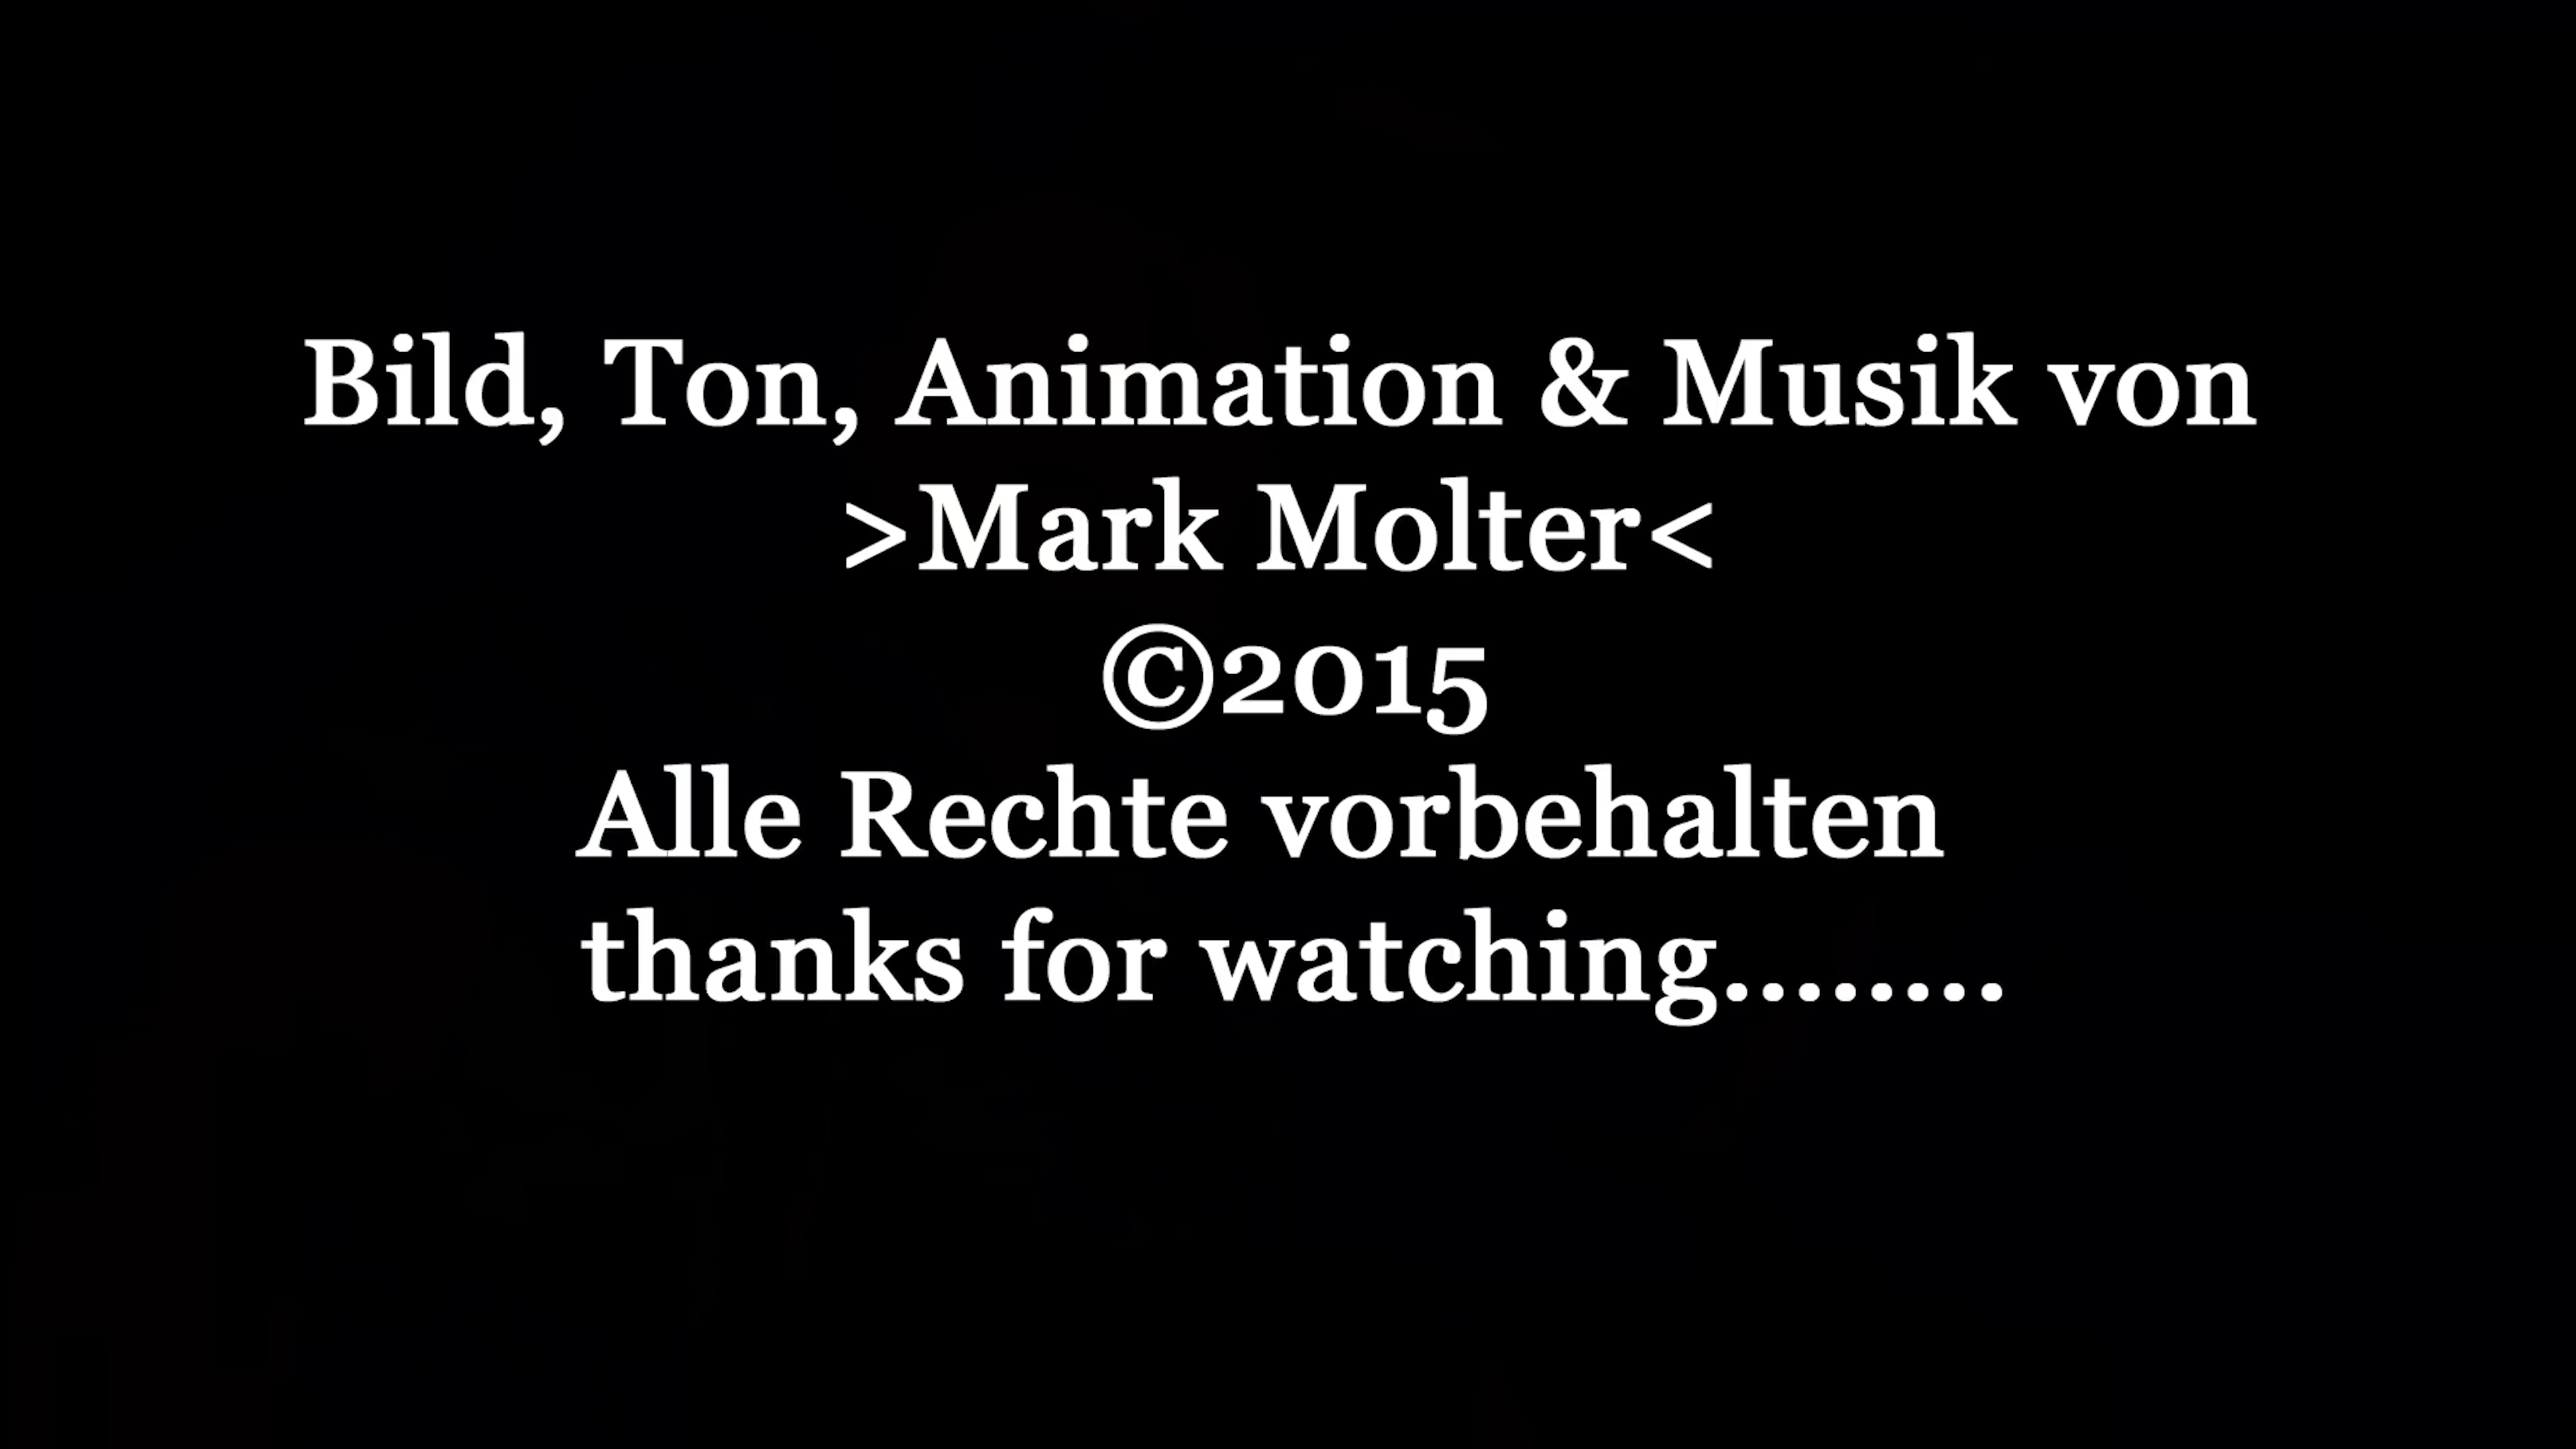 Bild, Ton, Animation & Musik von
>Mark Molter<
©2015
Alle Rechte vorbehalten
thanks for watching........